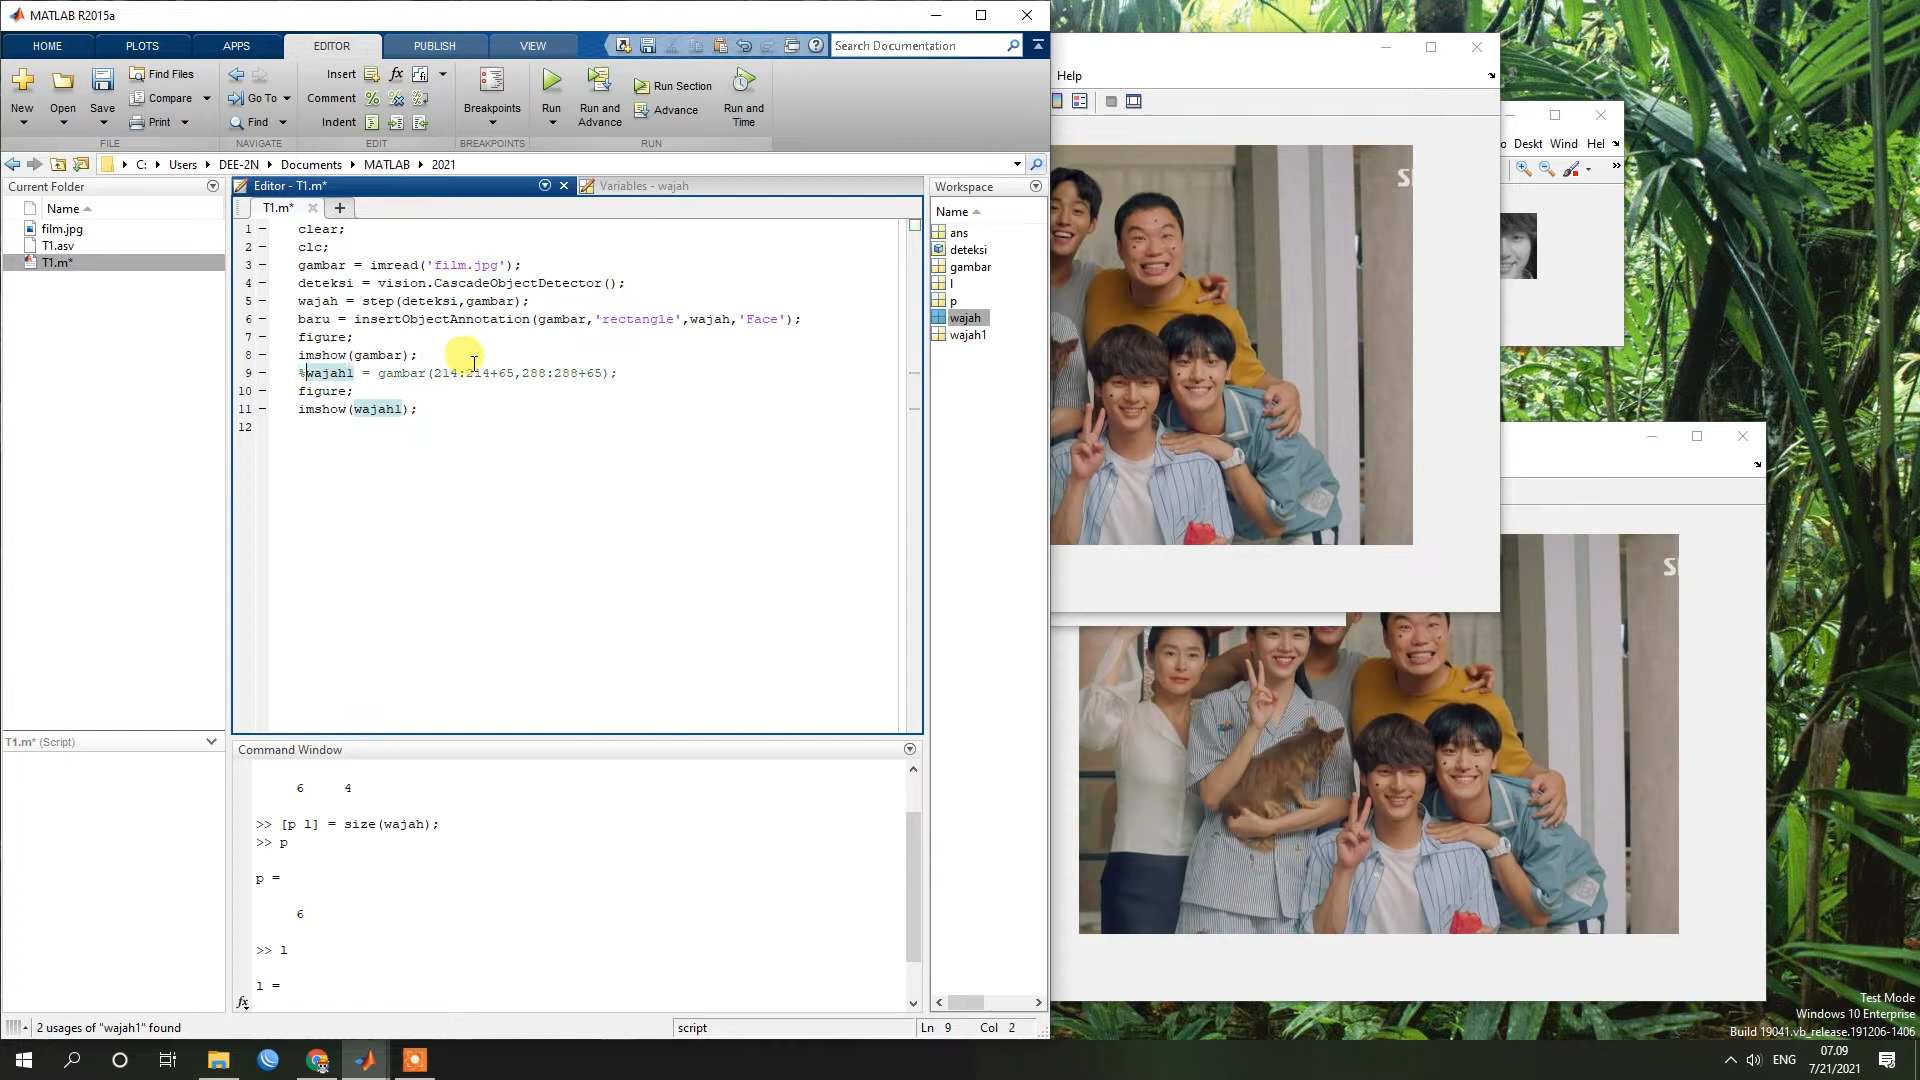 MATLAB R2015a
HOME PLOTS APPS EDITOR PUBLISH VIEW Search Documentation
New Open Save Find Files Compare Print
Insert Comment Indent
Go To Find
Breakpoints Run Run and Advance Run Section Advance Run and Time
FILE NAVIGATE EDIT BREAKPOINTS RUN
C: Users DEE-2N Documents MATLAB 2021
Current Folder
Name
film.jpg
T1.asv
T1.m*
T1.m* (Script)
Editor - T1.m* Variables - wajah
T1.m*
1 clear;
2 clc;
3 gambar = imread('film.jpg');
4 deteksi = vision.CascadeObjectDetector();
5 wajah = step(deteksi,gambar);
6 baru = insertObjectAnnotation(gambar,'rectangle',wajah,'Face');
7 figure;
8 imshow(gambar);
9 %wajah1 = gambar(214:214+65,288:288+65);
10 figure;
11 imshow(wajah1);
12
Command Window
6 4
>> [p l] = size(wajah);
>> p
p =
6
>> l
l =
fx
Workspace
Name
ans
deteksi
gambar
l
p
wajah
wajah1
2 usages of "wajah1" found script Ln 9 Col 2
Help
o Deskt Wind Hel
S
S
Test Mode
Windows 10 Enterprise
Build 19041.vb_release.191206-1406
ENG
07.09
7/21/2021